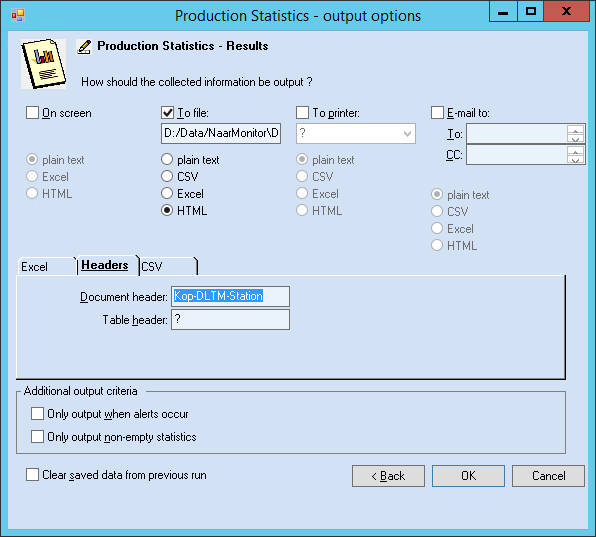 Production Statistics - output options
Production Statistics - Results
How should the collected information be output ?
On screen
plain text
Excel
HTML
To file:
D:/Data/NaarMonitor\D
plain text
CSV
Excel
HTML
To printer:
?
plain text
CSV
Excel
HTML
E-mail to:
To:
CC:
plain text
CSV
Excel
HTML
Excel
Headers
CSV
Document header: Kop-DLTM-Station
Table header: ?
Additional output criteria
Only output when alerts occur
Only output non-empty statistics
Clear saved data from previous run
< Back
OK
Cancel